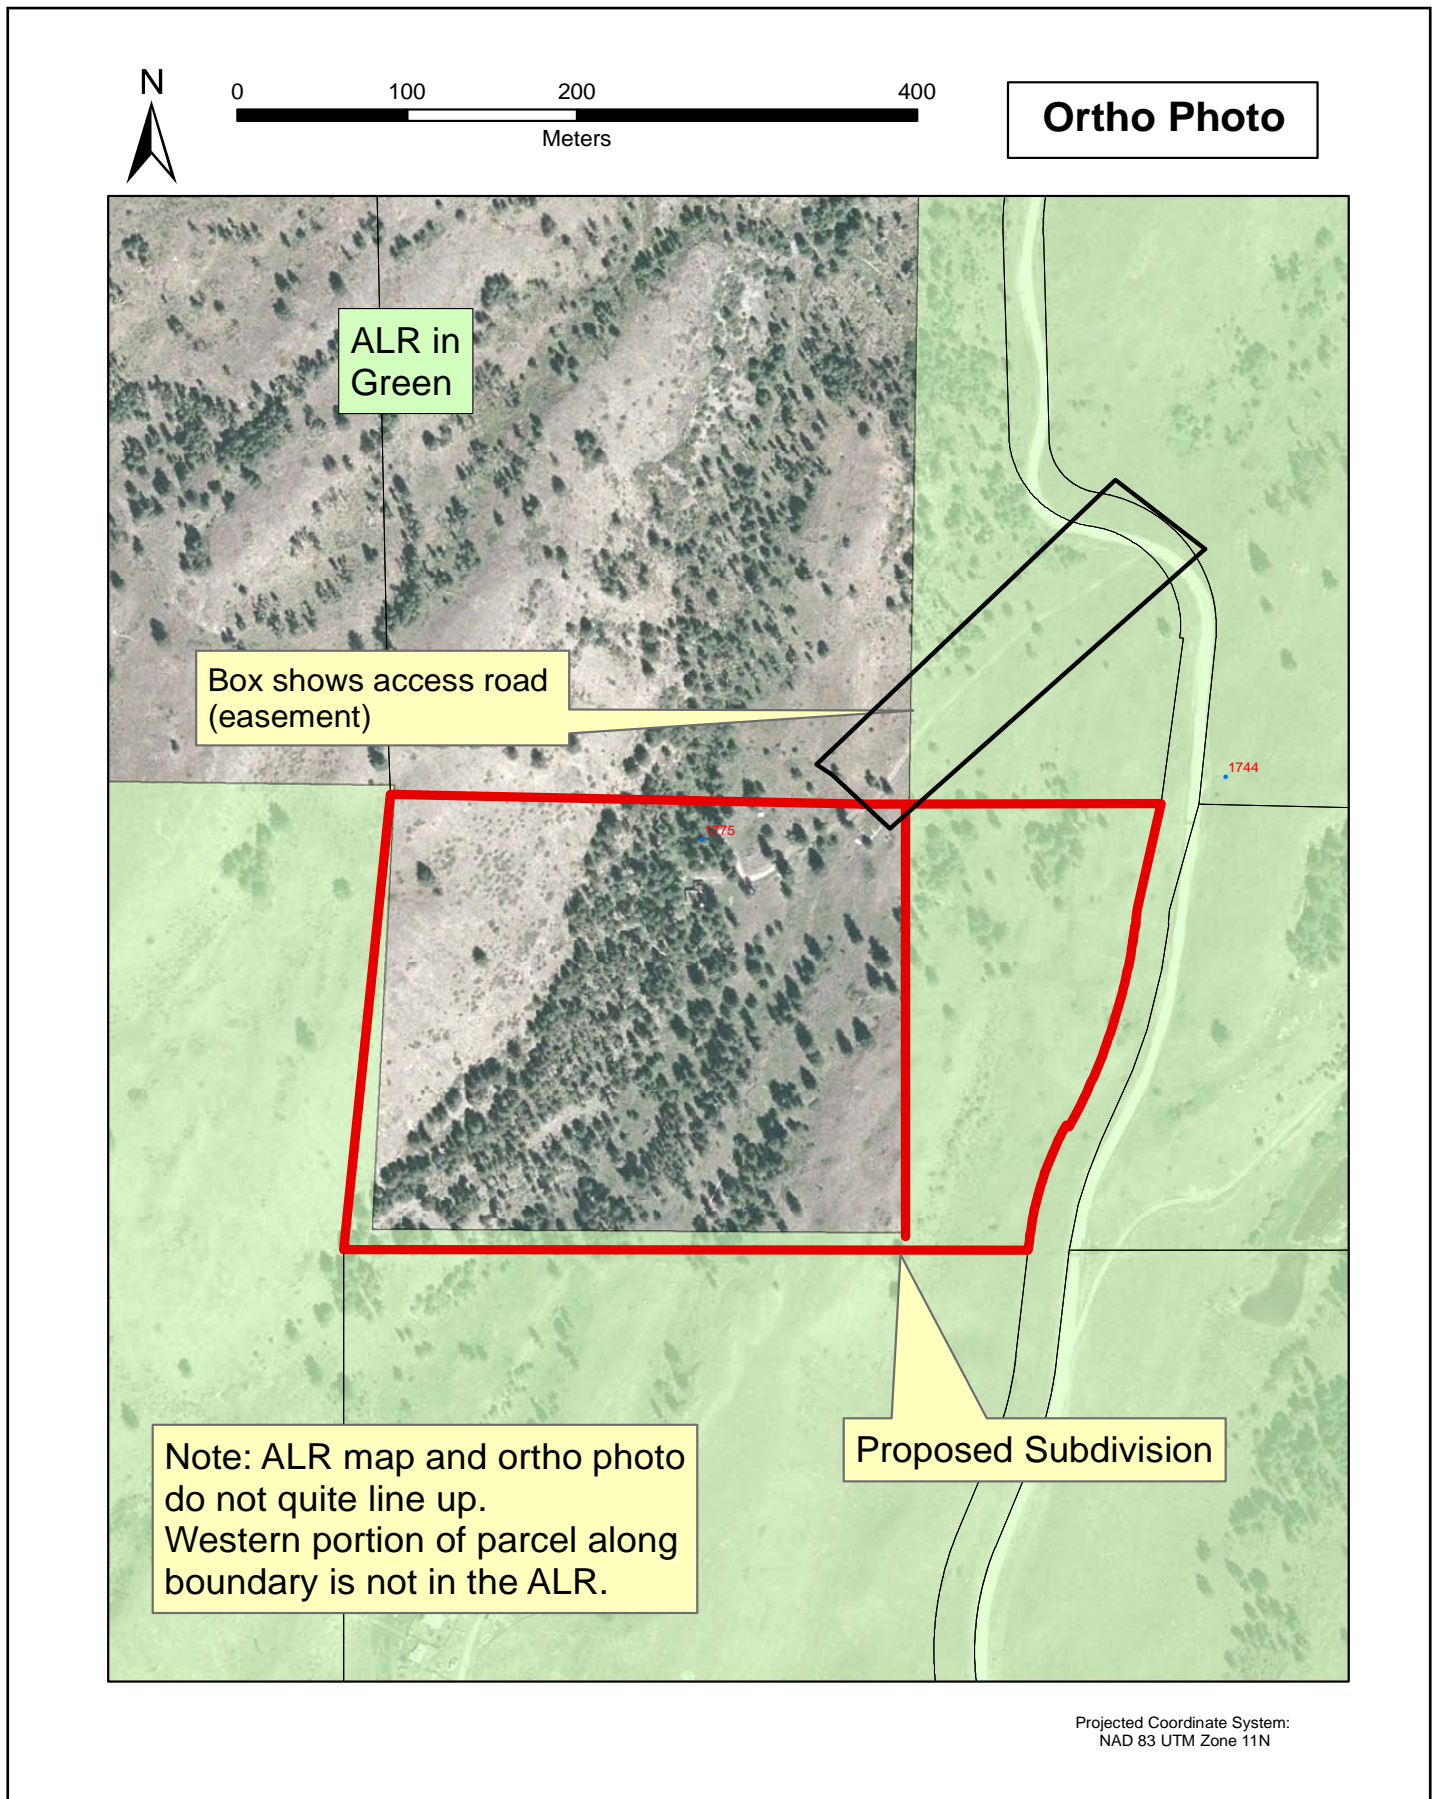 N
0 100 200 400
Meters
Ortho Photo
ALR in
Green
Box shows access road
(easement)
1744
1775
Proposed Subdivision
Note: ALR map and ortho photo
do not quite line up.
Western portion of parcel along
boundary is not in the ALR.
Projected Coordinate System:
NAD 83 UTM Zone 11N